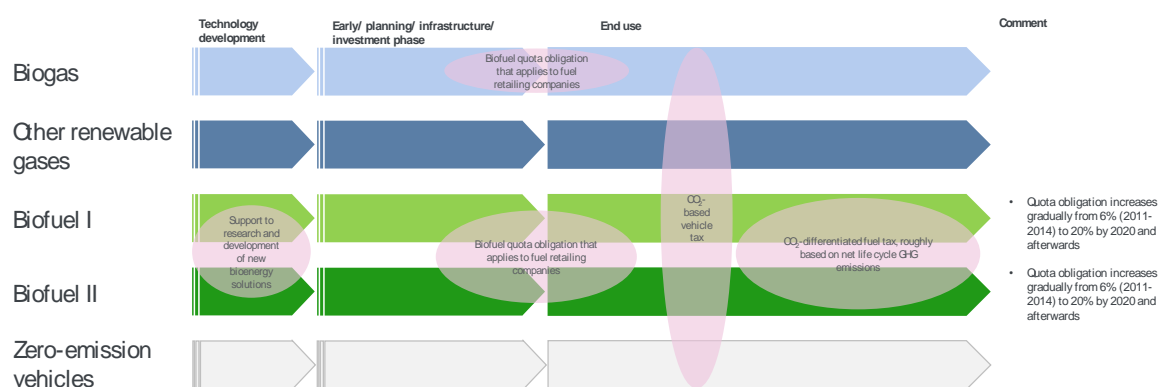 Technology
development
Early/ planning/ infrastructure/
investment phase
End use
Comment
Biogas
Biofuel quota obligation
that applies to fuel
retailing companies
Other renewable
gases
Biofuel I
Support to
research and
development
of new
bioenergy
solutions
Biofuel quota obligation that
applies to fuel retailing
companies
CO₂-
based
vehicle
tax
CO₂-differentiated fuel tax, roughly
based on net life cycle GHG
emissions
• Quota obligation increases
gradually from 6% (2011-
2014) to 20% by 2020 and
afterwards
Biofuel II
• Quota obligation increases
gradually from 6% (2011-
2014) to 20% by 2020 and
afterwards
Zero-emission
vehicles